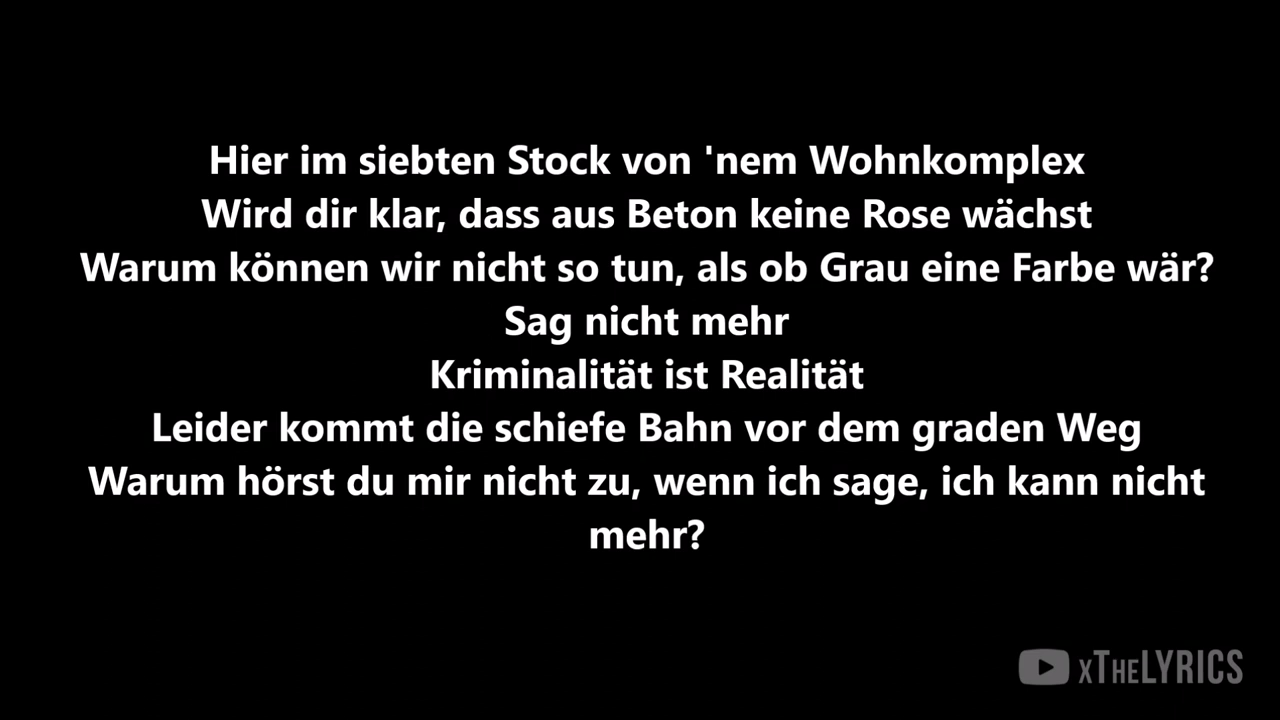 Hier im siebten Stock von 'nem Wohnkomplex
Wird dir klar, dass aus Beton keine Rose wächst
Warum können wir nicht so tun, als ob Grau eine Farbe wär?
Sag nicht mehr
Kriminalität ist Realität
Leider kommt die schiefe Bahn vor dem graden Weg
Warum hörst du mir nicht zu, wenn ich sage, ich kann nicht
mehr?
xTheLYRICS